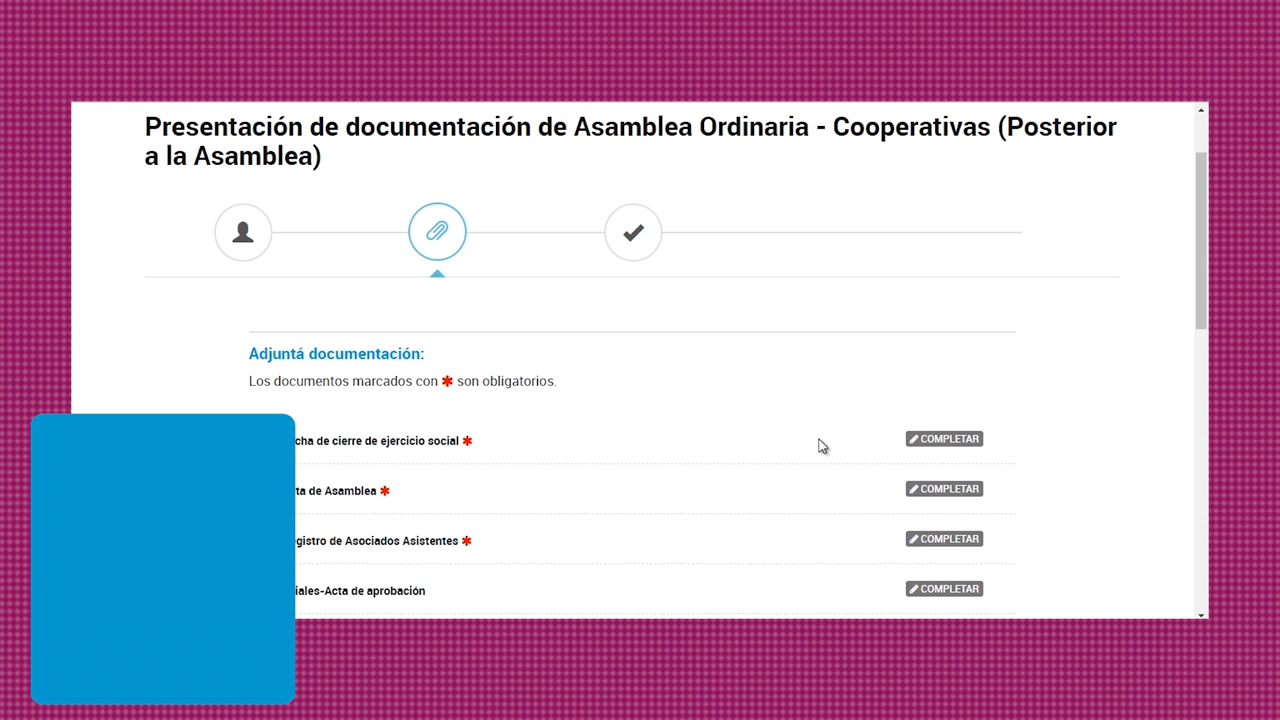 Presentación de documentación de Asamblea Ordinaria - Cooperativas (Posterior
a la Asamblea)
Adjuntá documentación:
Los documentos marcados con * son obligatorios.
cha de cierre de ejercicio social * COMPLETAR
ta de Asamblea * COMPLETAR
gistro de Asociados Asistentes * COMPLETAR
iales-Acta de aprobación COMPLETAR